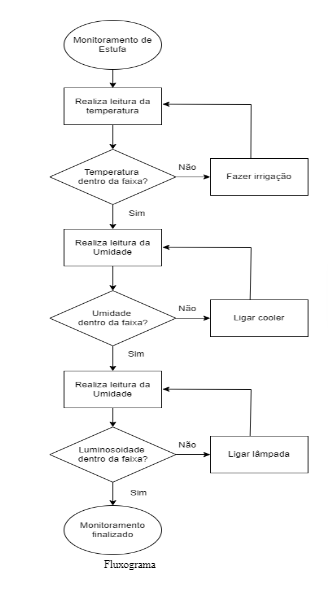 Monitoramento de
Estufa
Realiza leitura da
temperatura
Temperatura
dentro da faixa?
Não
Fazer irrigação
Sim
Realiza leitura da
Umidade
Umidade
dentro da faixa?
Não
Ligar cooler
Sim
Realiza leitura da
Umidade
Luminosoidade
dentro da faixa?
Não
Ligar lâmpada
Sim
Monitoramento
finalizado
Fluxograma